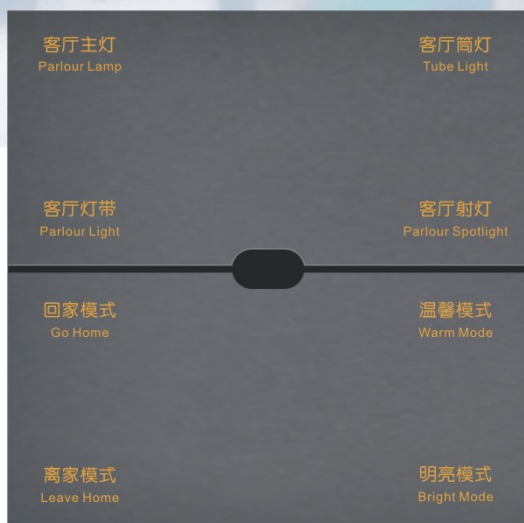 客厅主灯
Parlour Lamp
客厅筒灯
Tube Light
客厅灯带
Parlour Light
客厅射灯
Parlour Spotlight
回家模式
Go Home
温馨模式
Warm Mode
离家模式
Leave Home
明亮模式
Bright Mode